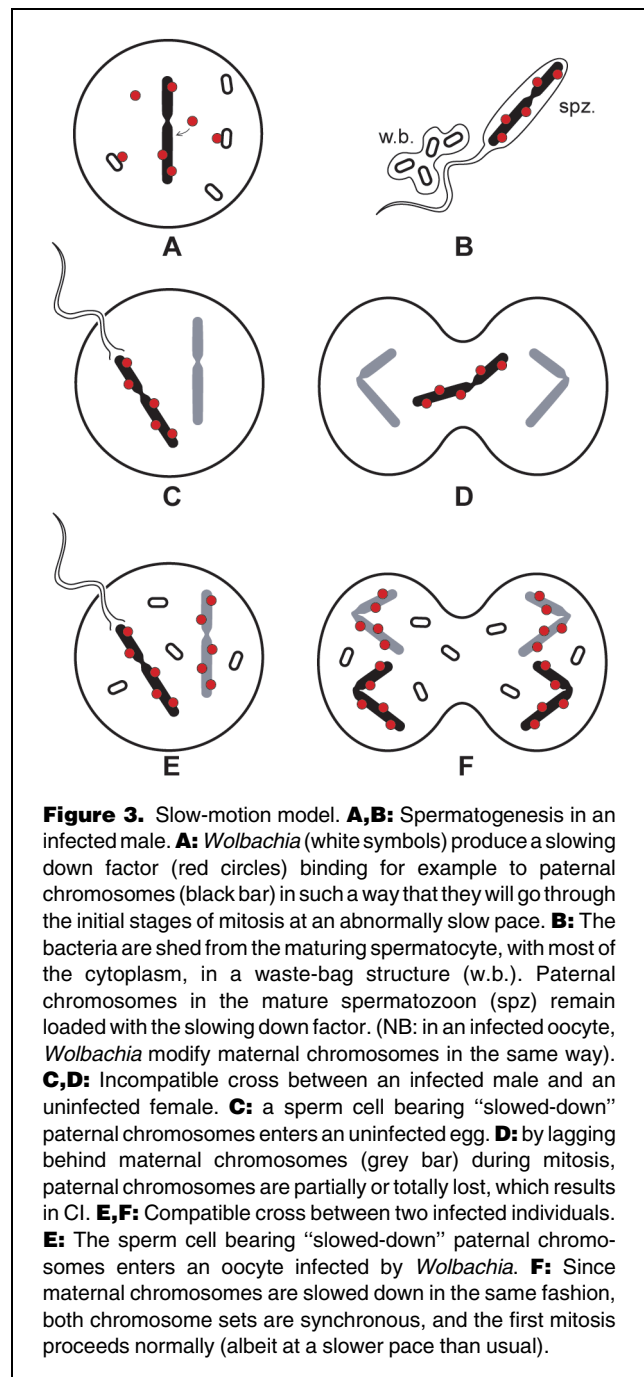 A
w.b.
spz.
B
C
D
E
F
Figure 3. Slow-motion model. A,B: Spermatogenesis in an
infected male. A: Wolbachia (white symbols) produce a slowing
down factor (red circles) binding for example to paternal
chromosomes (black bar) in such a way that they will go through
the initial stages of mitosis at an abnormally slow pace. B: The
bacteria are shed from the maturing spermatocyte, with most of
the cytoplasm, in a waste-bag structure (w.b.). Paternal
chromosomes in the mature spermatozoon (spz) remain
loaded with the slowing down factor. (NB: in an infected oocyte,
Wolbachia modify maternal chromosomes in the same way).
C,D: Incompatible cross between an infected male and an
uninfected female. C: a sperm cell bearing “slowed-down”
paternal chromosomes enters an uninfected egg. D: by lagging
behind maternal chromosomes (grey bar) during mitosis,
paternal chromosomes are partially or totally lost, which results
in CI. E,F: Compatible cross between two infected individuals.
E: The sperm cell bearing “slowed-down” paternal chromo-
somes enters an oocyte infected by Wolbachia. F: Since
maternal chromosomes are slowed down in the same fashion,
both chromosome sets are synchronous, and the first mitosis
proceeds normally (albeit at a slower pace than usual).